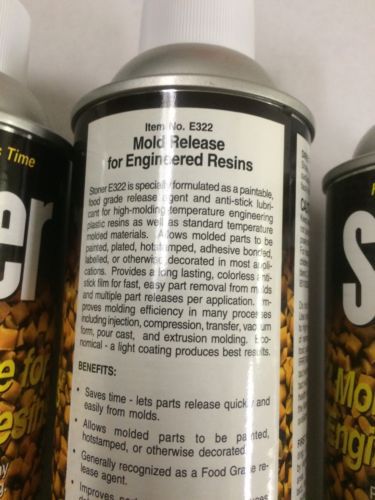 Item No. E322
Mold Release
for Engineered Resins
Stoner E322 is specially formulated as a paintable,
food grade release agent and anti-stick lubri-
cant for high-molding temperature engineering
plastic resins as well as standard temperature
molded materials. Allows molded parts to be
painted, plated, hotstamped, adhesive bonded,
labelled, or otherwise decorated in most appli-
cations. Provides a long lasting, colorless anti-
stick film for fast, easy part removal from molds
and multiple part releases per application. Im-
proves molding efficiency in many processes
including injection, compression, transfer, vacuum
form, pour cast, and extrusion molding. Eco-
nomical - a light coating produces best results.
BENEFITS:
• Saves time - lets parts release quickly and
easily from molds.
• Allows molded parts to be painted,
hotstamped, or otherwise decorated.
• Generally recognized as a Food Grade re-
lease agent.
• Improves
Time
er
e for
S
Mol